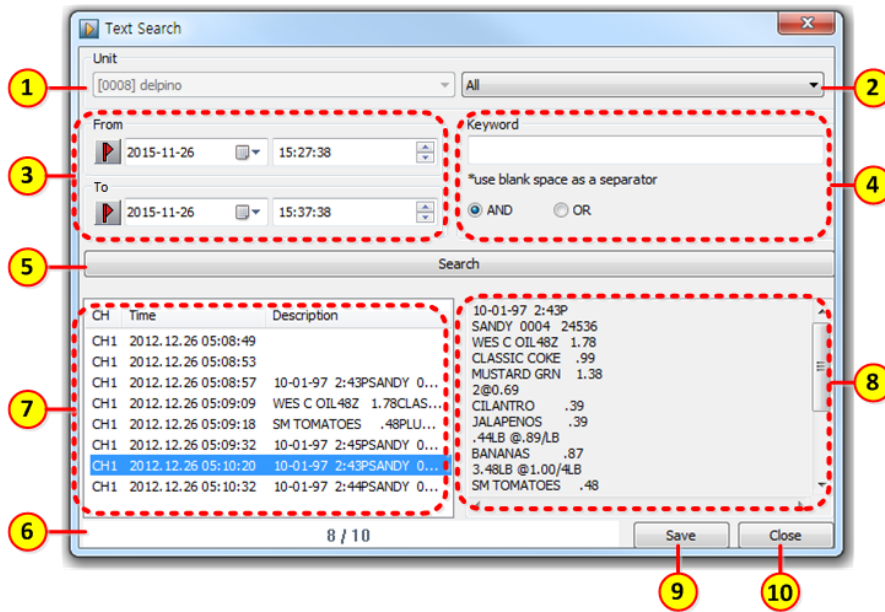 Text Search
Unit
1
[0008] delpino
All
2
From
Keyword
2015-11-26
15:27:38
3
*use blank space as a separator
4
To
2015-11-26
15:37:38
AND
OR
5
Search
CH Time Description
CH1 2012.12.26 05:08:49
CH1 2012.12.26 05:08:53
CH1 2012.12.26 05:08:57 10-01-97 2:43PSANDY 0...
CH1 2012.12.26 05:09:09 WES C OIL48Z 1.78CLAS...
CH1 2012.12.26 05:09:18 SM TOMATOES .48PLU...
CH1 2012.12.26 05:09:32 10-01-97 2:45PSANDY 0...
CH1 2012.12.26 05:10:20 10-01-97 2:43PSANDY 0...
CH1 2012.12.26 05:10:32 10-01-97 2:44PSANDY 0...
7
10-01-97 2:43P
SANDY 0004 24536
WES C OIL48Z 1.78
CLASSIC COKE .99
MUSTARD GRN 1.38
2@0.69
CILANTRO .39
JALAPENOS .39
.44LB @.89/LB
BANANAS .87
3.48LB @1.00/4LB
SM TOMATOES .48
8
6
8 / 10
Save
Close
9
10